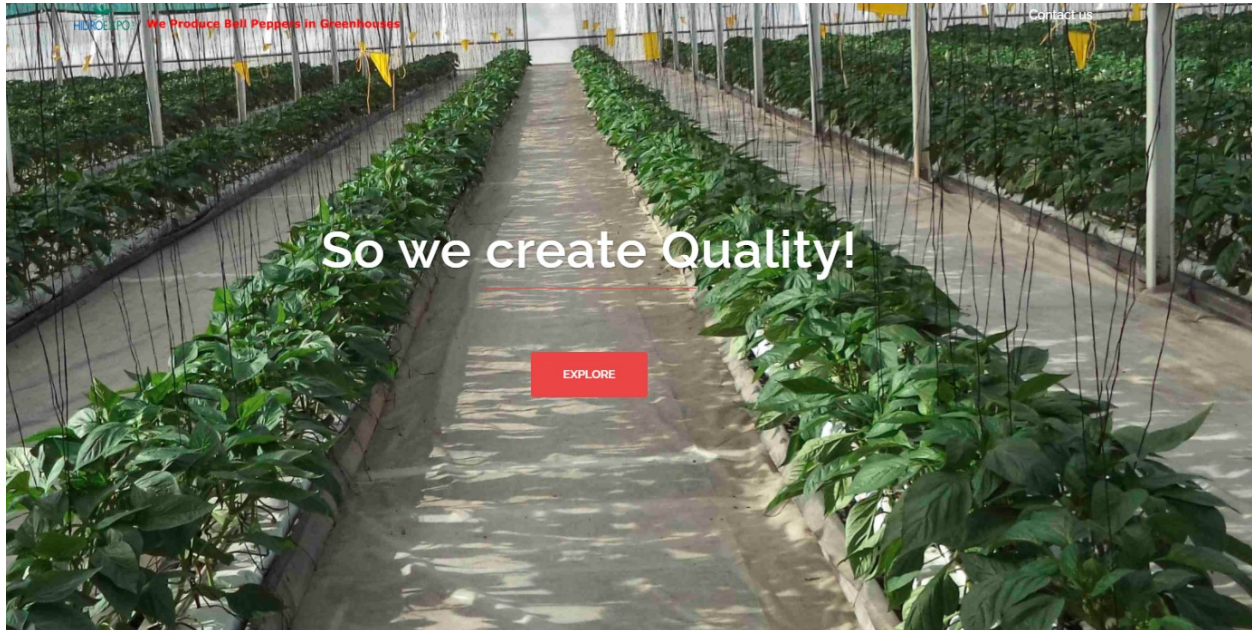 HIDROEXPO
We Produce Bell Peppers in Greenhouses
Contact us
So we create Quality!
EXPLORE